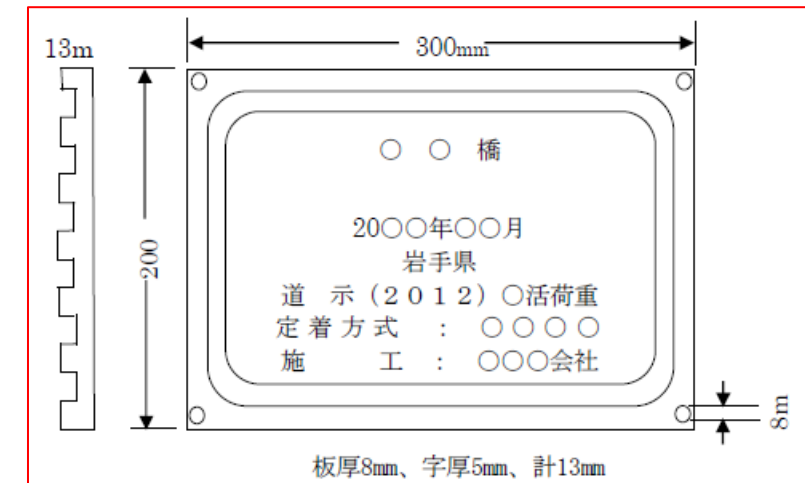 13m
300mm
200
○ ○ 橋
20○○年○○月
岩手県
道 示(2012)○活荷重
定着方式 : ○○○○
施 工 : ○○○会社
8m
板厚8㎜、字厚5㎜、計13㎜